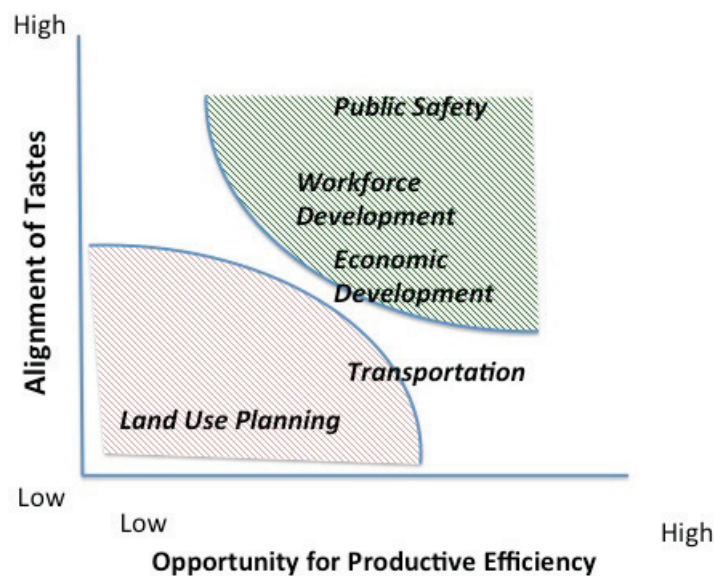 High
Public Safety
Workforce
Development
Economic
Development
Transportation
Land Use Planning
Alignment of Tastes
Low
Low
High
Opportunity for Productive Efficiency